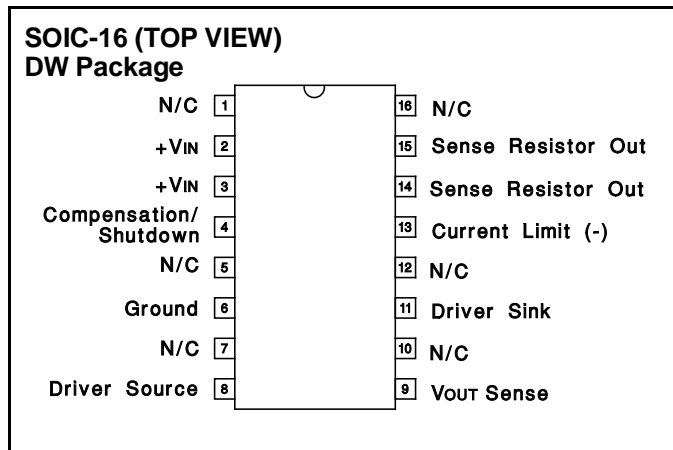 SOIC-16 (TOP VIEW)
DW Package
N/C 1 16 N/C
+VIN 2 15 Sense Resistor Out
+VIN 3 14 Sense Resistor Out
Compensation/
Shutdown 4 13 Current Limit (-)
N/C 5 12 N/C
Ground 6 11 Driver Sink
N/C 7 10 N/C
Driver Source 8 9 VOUT Sense